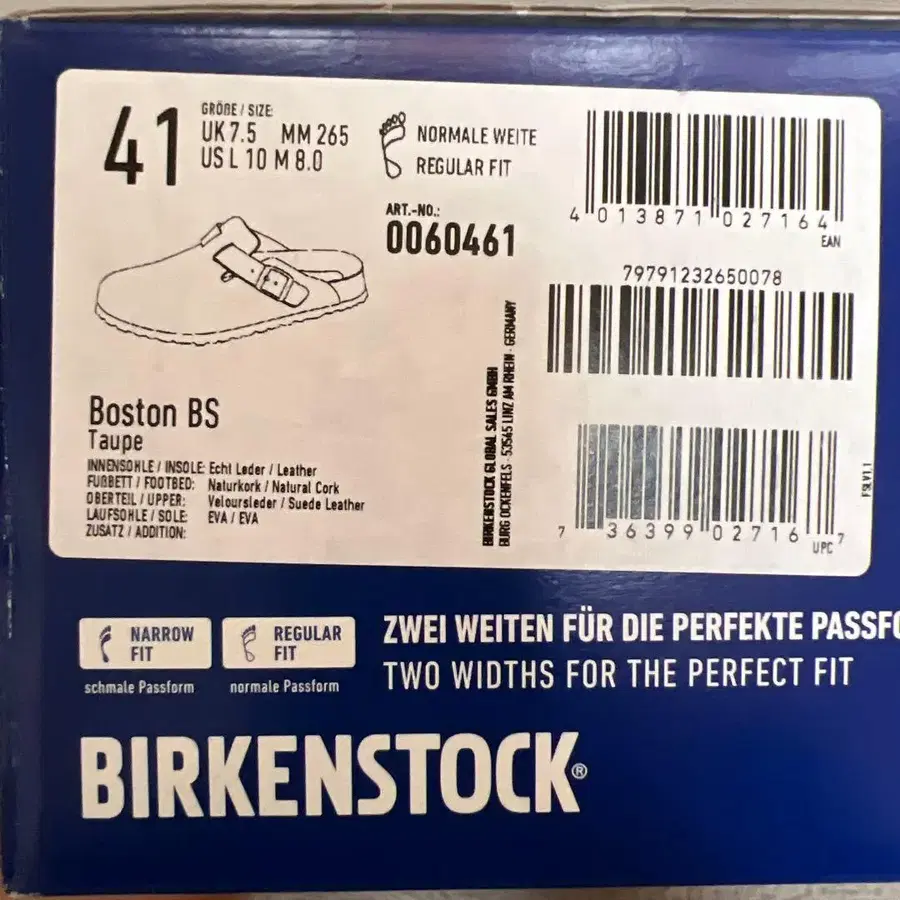 41
GRÖßE / SIZE:
UK 7.5 MM 265
US L 10 M 8.0
NORMALE WEITE
REGULAR FIT
ART.-NO.:
0060461
4 013871 027164
EAN
79791232650078
7 36399 02716 7
UPC
Boston BS
Taupe
INNENSOHLE / INSOLE: Echt Leder / Leather
FUßBETT / FOOTBED: Naturkork / Natural Cork
OBERTEIL / UPPER: Veloursleder / Suede Leather
LAUFSOHLE / SOLE: EVA / EVA
ZUSATZ / ADDITION:
BIRKENSTOCK GLOBAL SALES GMBH
BURG OCKENFELS · 53545 LINZ AM RHEIN · GERMANY
FSLV1.1
NARROW FIT
schmale Passform
REGULAR FIT
normale Passform
ZWEI WEITEN FÜR DIE PERFEKTE PASSFO
TWO WIDTHS FOR THE PERFECT FIT
BIRKENSTOCK®